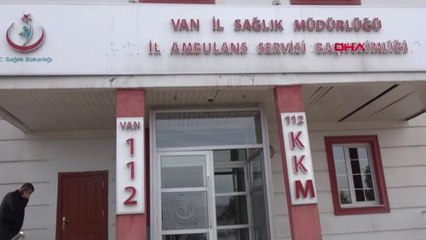 VAN İL SAĞLIK MÜDÜRLÜĞÜ
İL AMBULANS SERVİSİ BAŞHEKİMLİĞİ
DHA
T.C. Sağlık Bakanlığı
VAN
112
112
KKM